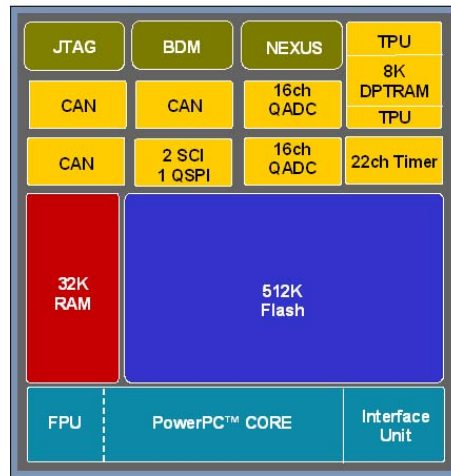 JTAG
BDM
NEXUS
TPU
8K
DPTRAM
TPU
CAN
CAN
16ch
QADC
CAN
2 SCI
1 QSPI
16ch
QADC
22ch Timer
32K
RAM
512K
Flash
FPU
PowerPC™ CORE
Interface
Unit